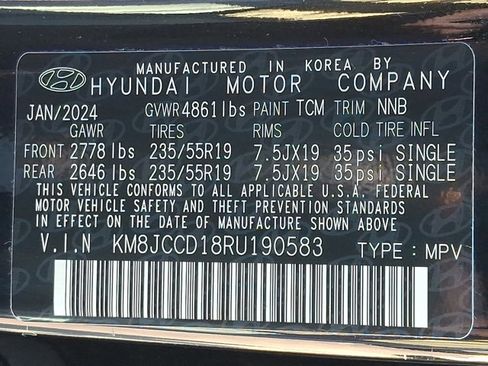 MANUFACTURED IN KOREA BY
HYUNDAI MOTOR COMPANY
JAN/2024 GVWR 4861lbs PAINT TCM TRIM NNB
GAWR TIRES RIMS COLD TIRE INFL
FRONT 2778 lbs 235/55R19 7.5JX19 35psi SINGLE
REAR 2646 lbs 235/55R19 7.5JX19 35psi SINGLE
THIS VEHICLE CONFORMS TO ALL APPLICABLE U.S.A. FEDERAL
MOTOR VEHICLE SAFETY AND THEFT PREVENTION STANDARDS
IN EFFECT ON THE DATE OF MANUFACTURE SHOWN ABOVE
V.I.N KM8JCCD18RU190583 TYPE : MPV